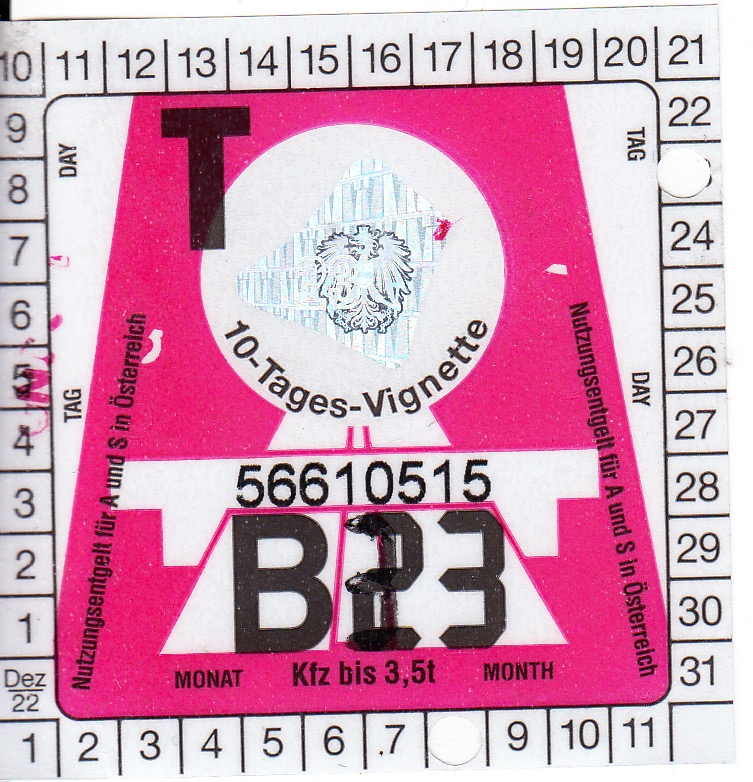 10 11 12 13 14 15 16 17 18 19 20 21
9 22
8
7 24
6 25
5 26
4 27
3 28
2 29
1 30
Dez
22
31
1 2 3 4 5 6 .7 9 10 11
DAY
TAG
T
23
10-Tages-Vignette
TAG
DAY
Nutzungsentgelt für A und S in Österreich
Nutzungsentgelt für A und S in Österreich
56610515
B23
MONAT Kfz bis 3,5t MONTH